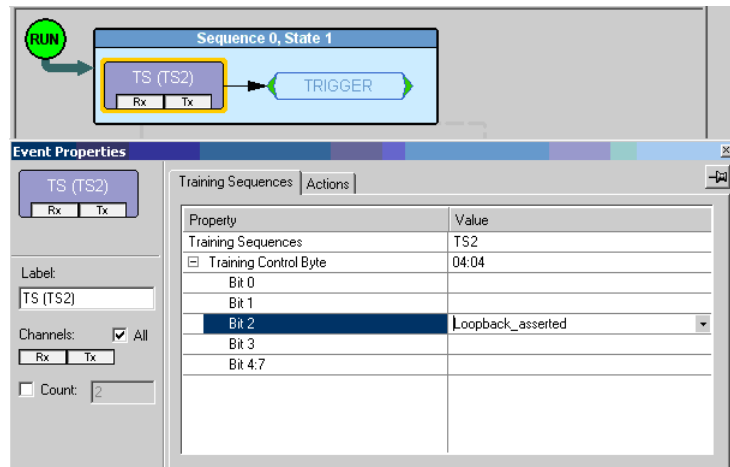 RUN
Sequence 0, State 1
TS (TS2)
Rx Tx
TRIGGER
Event Properties
TS (TS2)
Rx Tx
Training Sequences Actions
Property Value
Training Sequences TS2
Training Control Byte 04:04
Bit 0
Bit 1
Bit 2 Loopback_asserted
Bit 3
Bit 4:7
Label:
TS (TS2)
Channels: All
Rx Tx
Count: 2